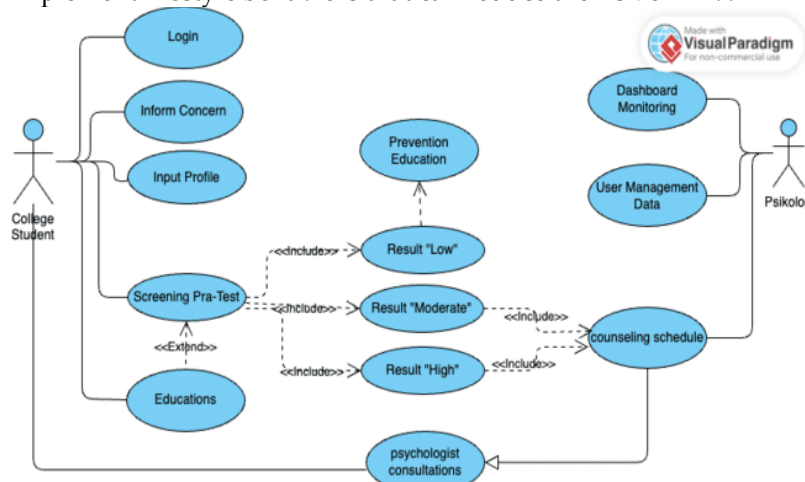 Login
Made with
VisualParadigm
For non-commercial use
Inform Concern
Dashboard
Monitoring
Prevention
Education
Input Profile
User Management
Data
College
Student
Psikolo
<<Include>>
Result "Low"
Screening Pra-Test
<<Include>>
Result "Moderate"
<<Include>>
counseling schedule
<<Extend>>
<<Include>>
Result "High"
<<Include>>
Educations
psychologist
consultations